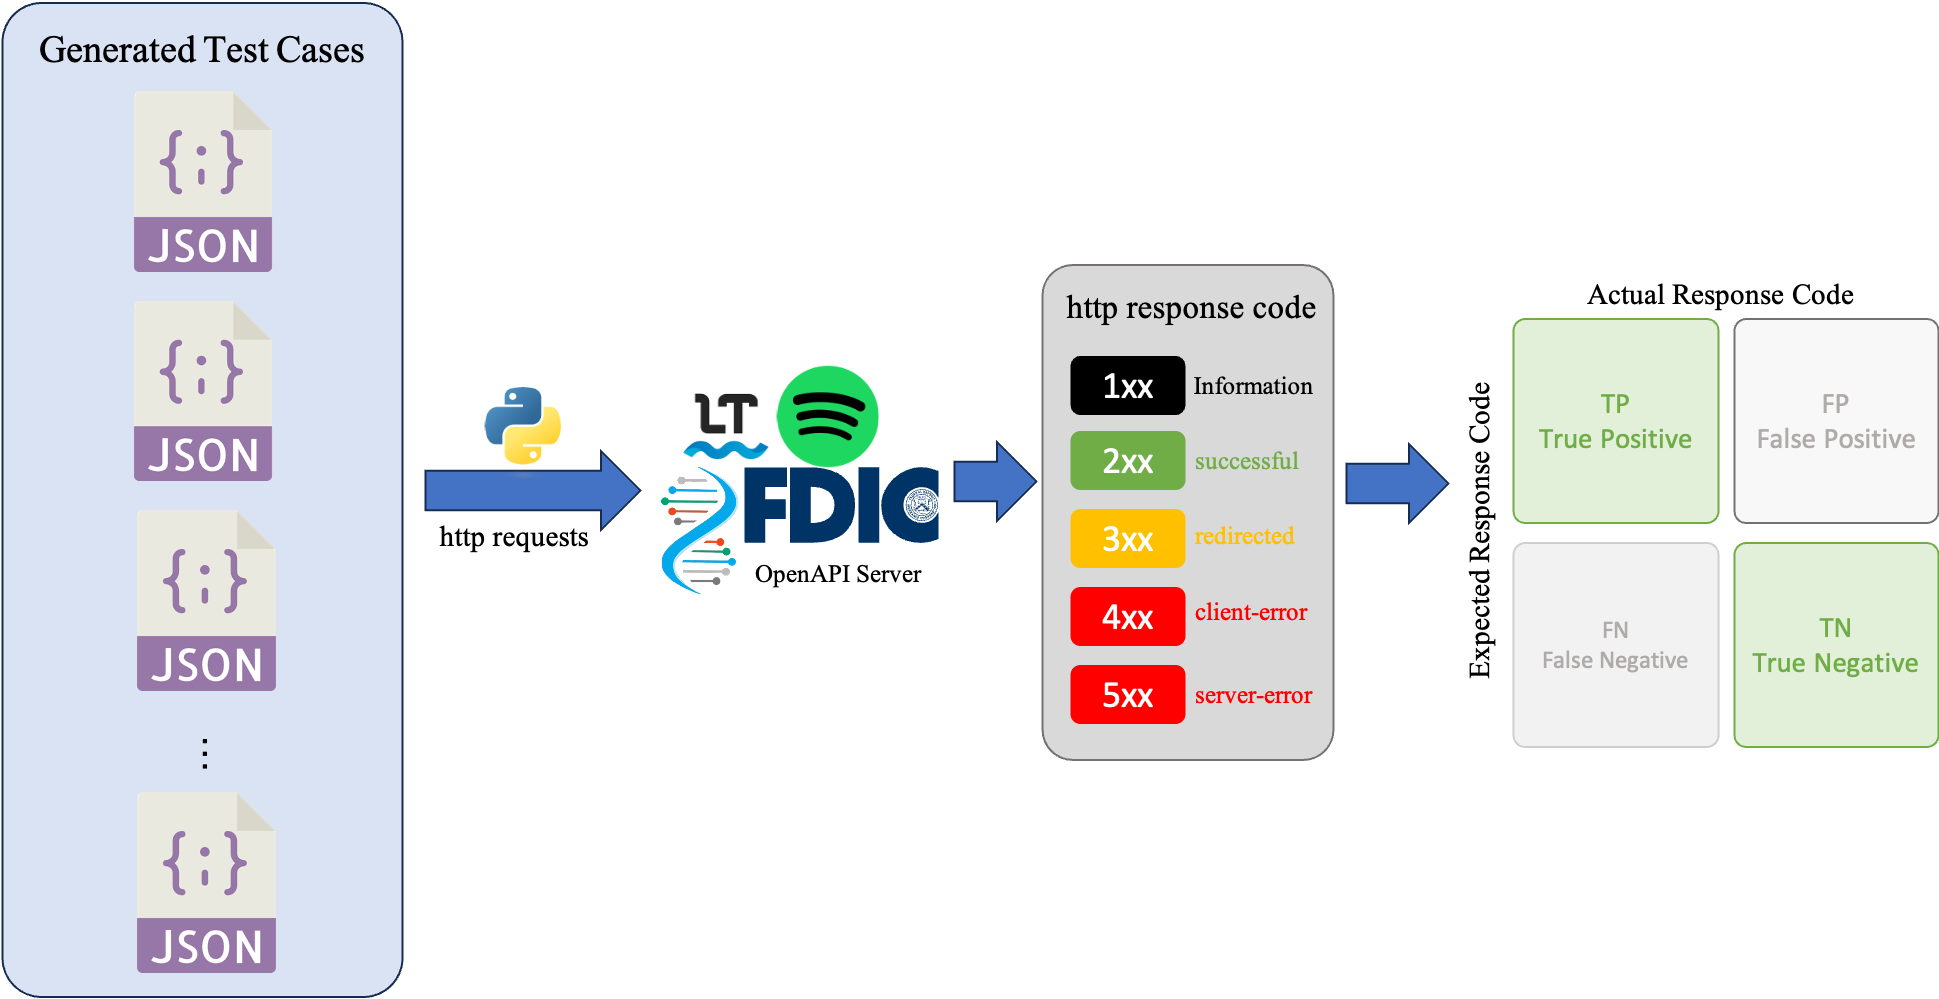 Generated Test Cases
{;}
JSON
{;}
JSON
{;}
JSON
⋮
{;}
JSON
http requests
LT
FDIC
OpenAPI Server
http response code
1xx Information
2xx successful
3xx redirected
4xx client-error
5xx server-error
Actual Response Code
Expected Response Code
TP
True Positive
FP
False Positive
FN
False Negative
TN
True Negative